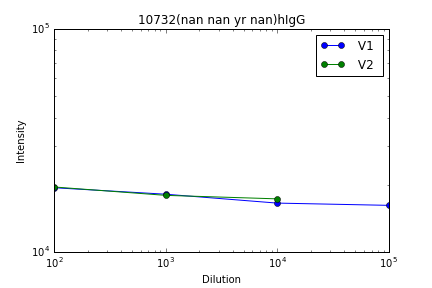 10732(nan nan yr nan)hIgG
10^5
V1
V2
Intensity
10^4
10^2 10^3 10^4 10^5
Dilution